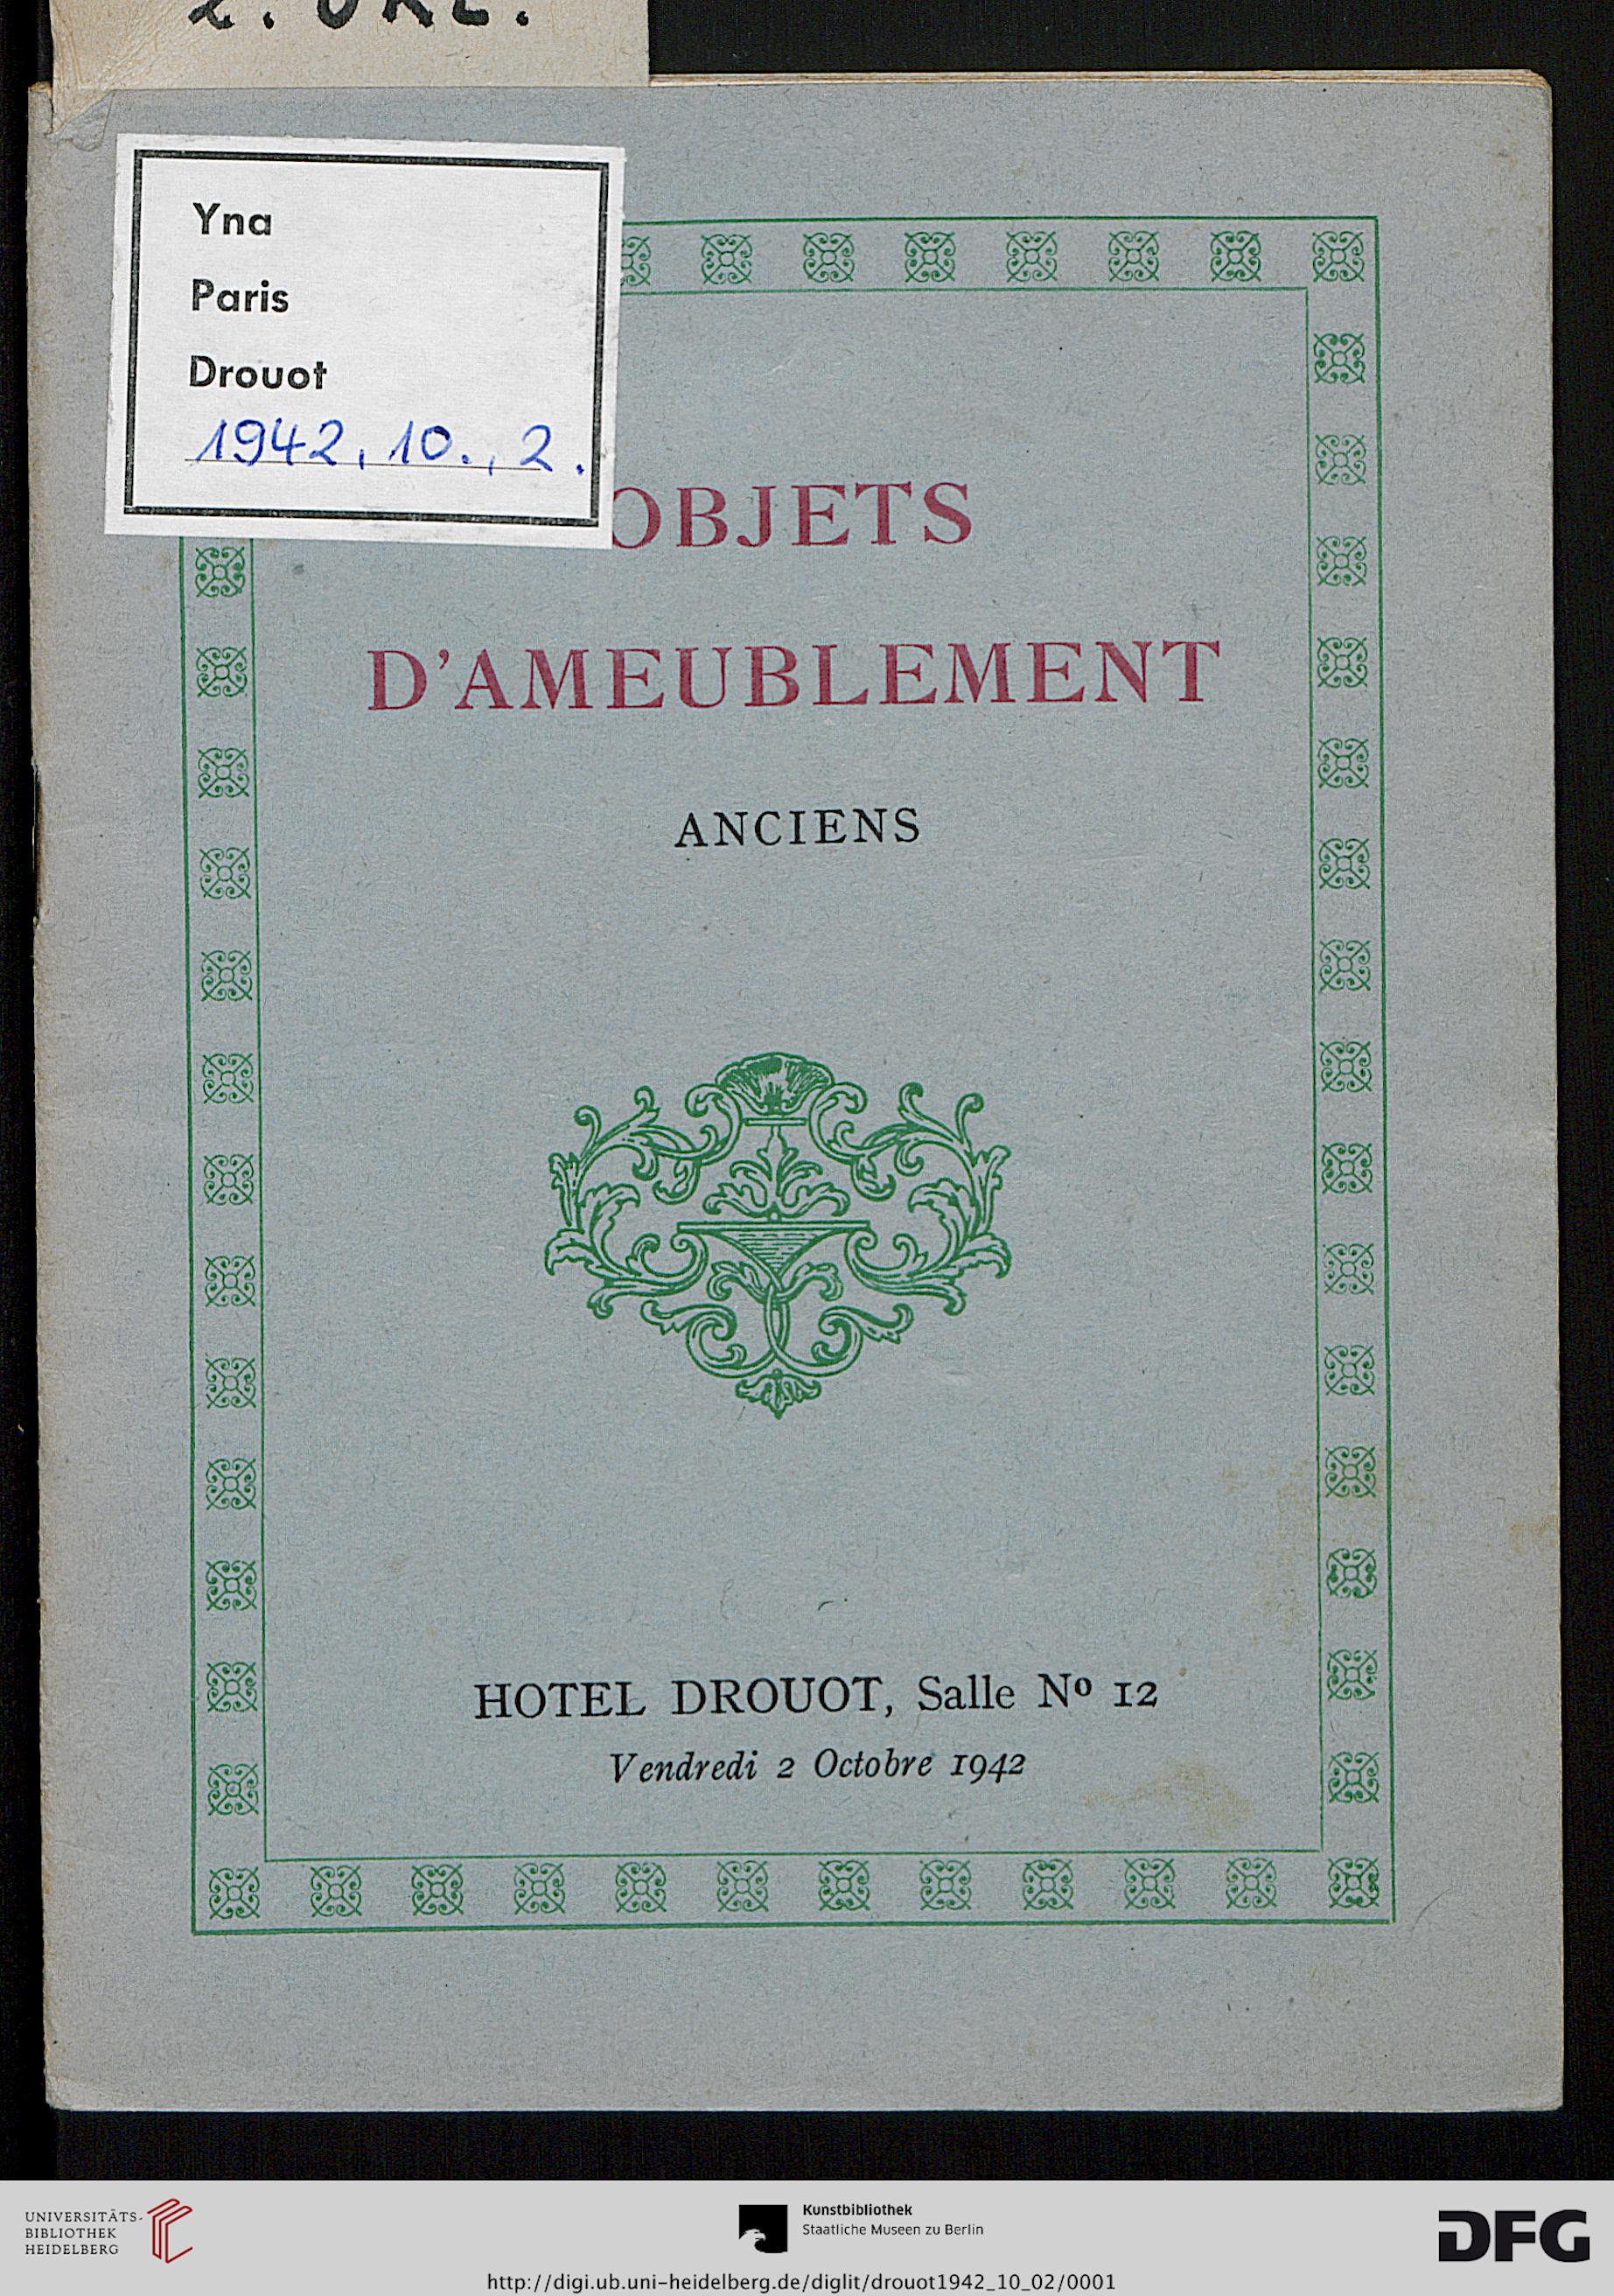 2. OKt.
Yna
Paris
Drouot
1942, 10., 2.
OBJETS
D'AMEUBLEMENT
ANCIENS
HOTEL DROUOT, Salle Nº 12
Vendredi 2 Octobre 1942
UNIVERSITÄTS-
BIBLIOTHEK
HEIDELBERG
Kunstbibliothek
Staatliche Museen zu Berlin
DFG
http://digi.ub.uni-heidelberg.de/diglit/drouot1942_10_02/0001